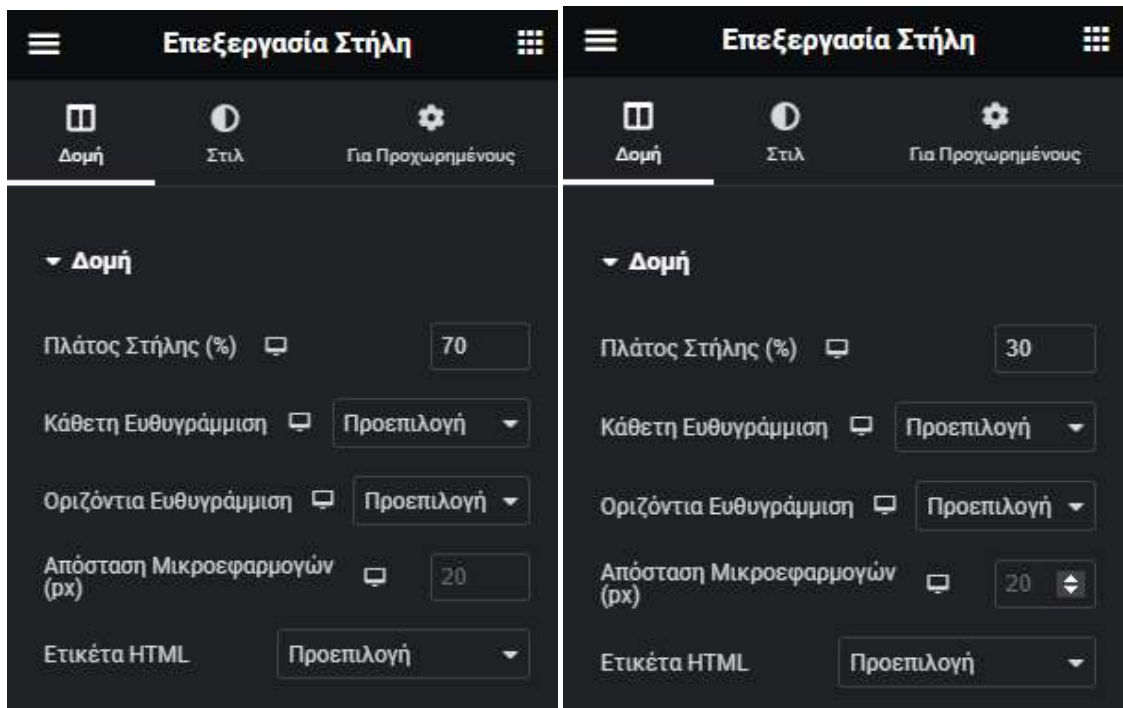 Επεξεργασία Στήλη
Δομή Στιλ Για Προχωρημένους
Δομή
Πλάτος Στήλης (%) 70
Κάθετη Ευθυγράμμιση Προεπιλογή
Οριζόντια Ευθυγράμμιση Προεπιλογή
Απόσταση Μικροεφαρμογών
(px) 20
Ετικέτα HTML Προεπιλογή
Επεξεργασία Στήλη
Δομή Στιλ Για Προχωρημένους
Δομή
Πλάτος Στήλης (%) 30
Κάθετη Ευθυγράμμιση Προεπιλογή
Οριζόντια Ευθυγράμμιση Προεπιλογή
Απόσταση Μικροεφαρμογών
(px) 20
Ετικέτα HTML Προεπιλογή